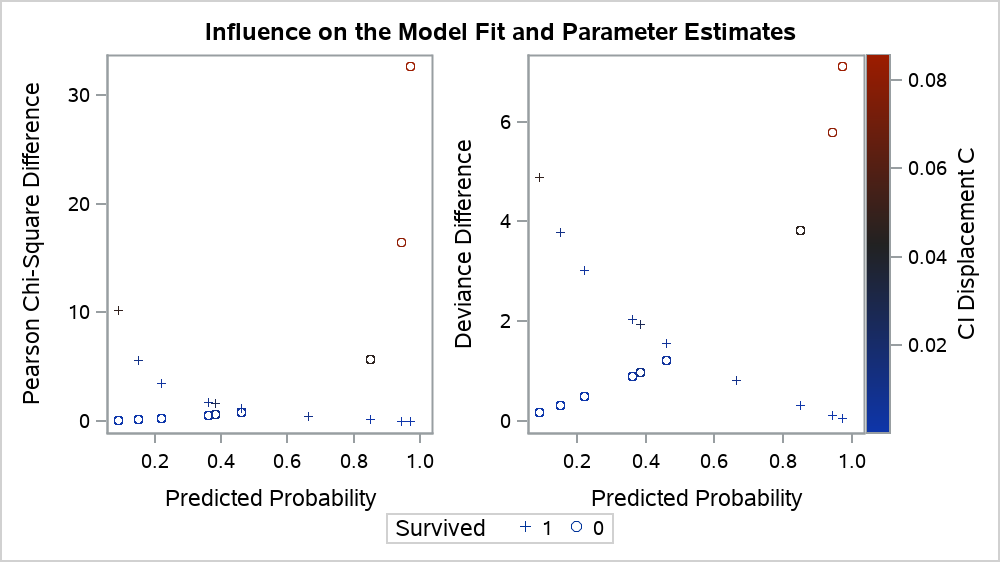 Influence on the Model Fit and Parameter Estimates
Pearson Chi-Square Difference
30
20
10
0
0.2 0.4 0.6 0.8 1.0
Predicted Probability
Deviance Difference
6
4
2
0
0.2 0.4 0.6 0.8 1.0
Predicted Probability
0.08
0.06
0.04
0.02
CI Displacement C
Survived 1 0